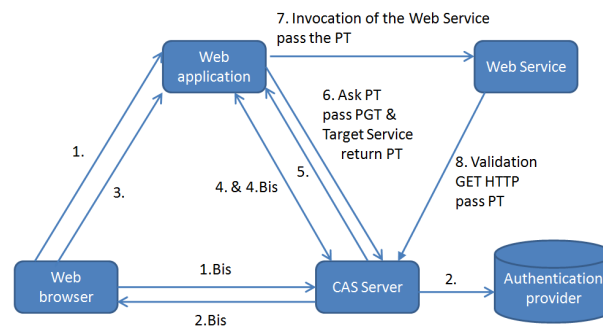 7. Invocation of the Web Service
pass the PT
Web
application
Web Service
6. Ask PT
pass PGT &
Target Service
return PT
1.
3.
4. & 4.Bis
5.
8. Validation
GET HTTP
pass PT
Web
browser
1.Bis
2.Bis
CAS Server
2.
Authentication
provider